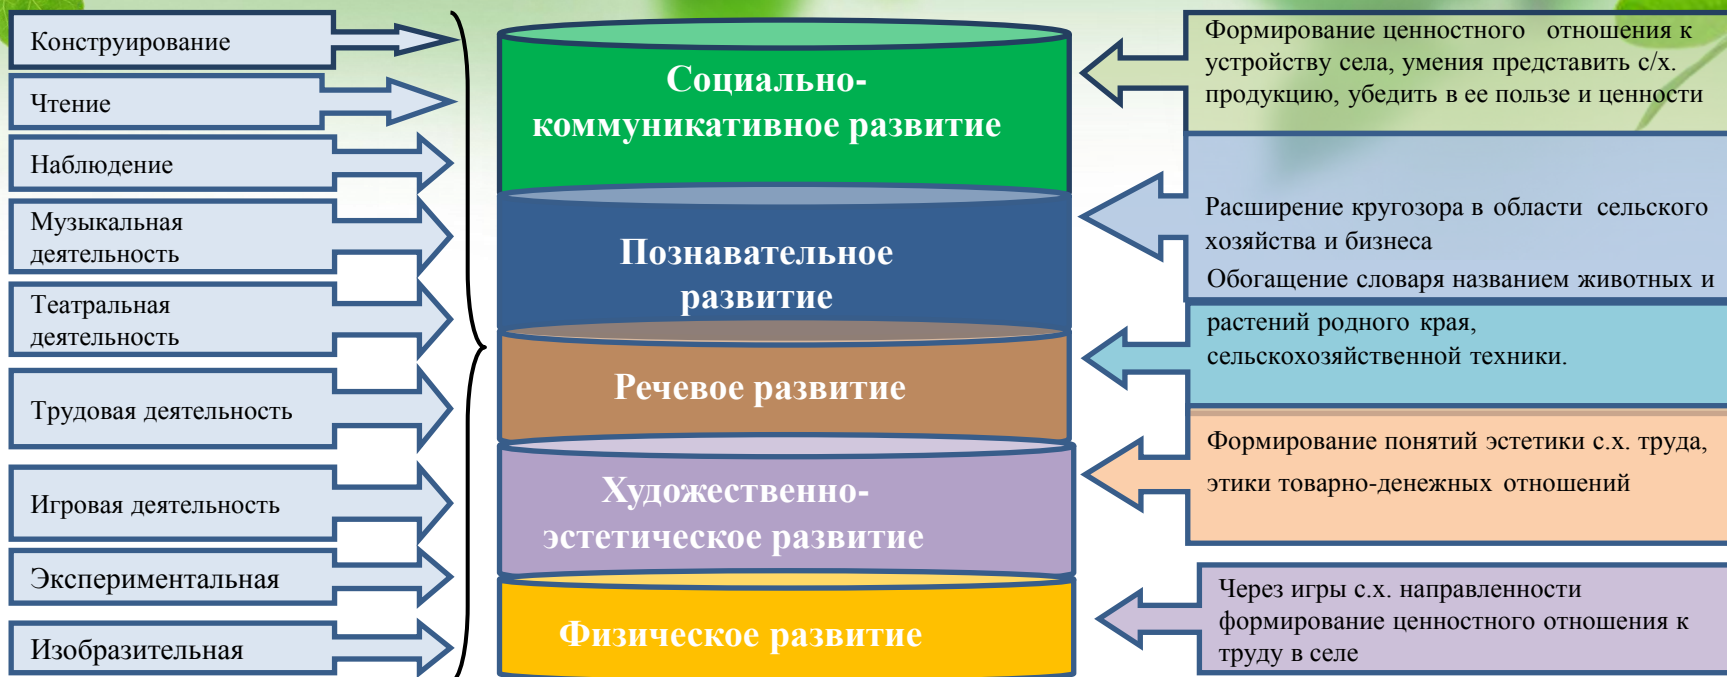 Конструирование
Чтение
Наблюдение
Музыкальная
деятельность
Театральная
деятельность
Трудовая деятельность
Игровая деятельность
Экспериментальная
Изобразительная
Социально-
коммуникативное развитие
Познавательное
развитие
Речевое развитие
Художественно-
эстетическое развитие
Физическое развитие
Формирование ценностного отношения к
устройству села, умения представить с/х.
продукцию, убедить в ее пользе и ценности
Расширение кругозора в области сельского
хозяйства и бизнеса
Обогащение словаря названием животных и
растений родного края,
сельскохозяйственной техники.
Формирование понятий эстетики с.х. труда,
этики товарно-денежных отношений
Через игры с.х. направленности
формирование ценностного отношения к
труду в селе